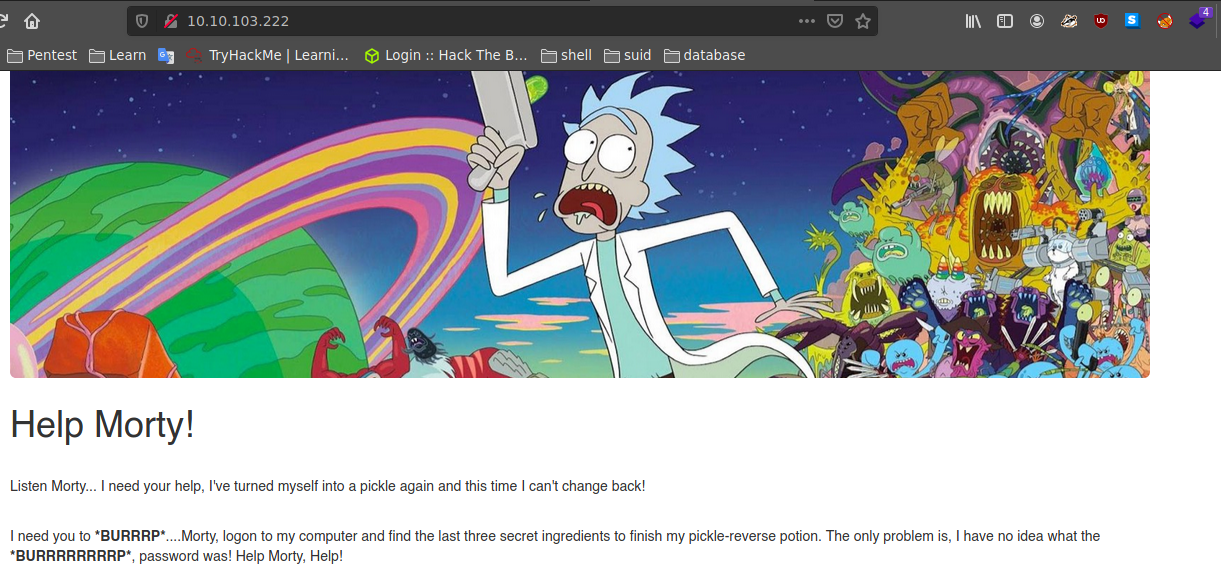 10.10.103.222
4
Pentest Learn TryHackMe | Learni... Login :: Hack The B... shell suid database
Help Morty!
Listen Morty... I need your help, I've turned myself into a pickle again and this time I can't change back!
I need you to *BURRRP*....Morty, logon to my computer and find the last three secret ingredients to finish my pickle-reverse potion. The only problem is, I have no idea what the
*BURRRRRRRRP*, password was! Help Morty, Help!